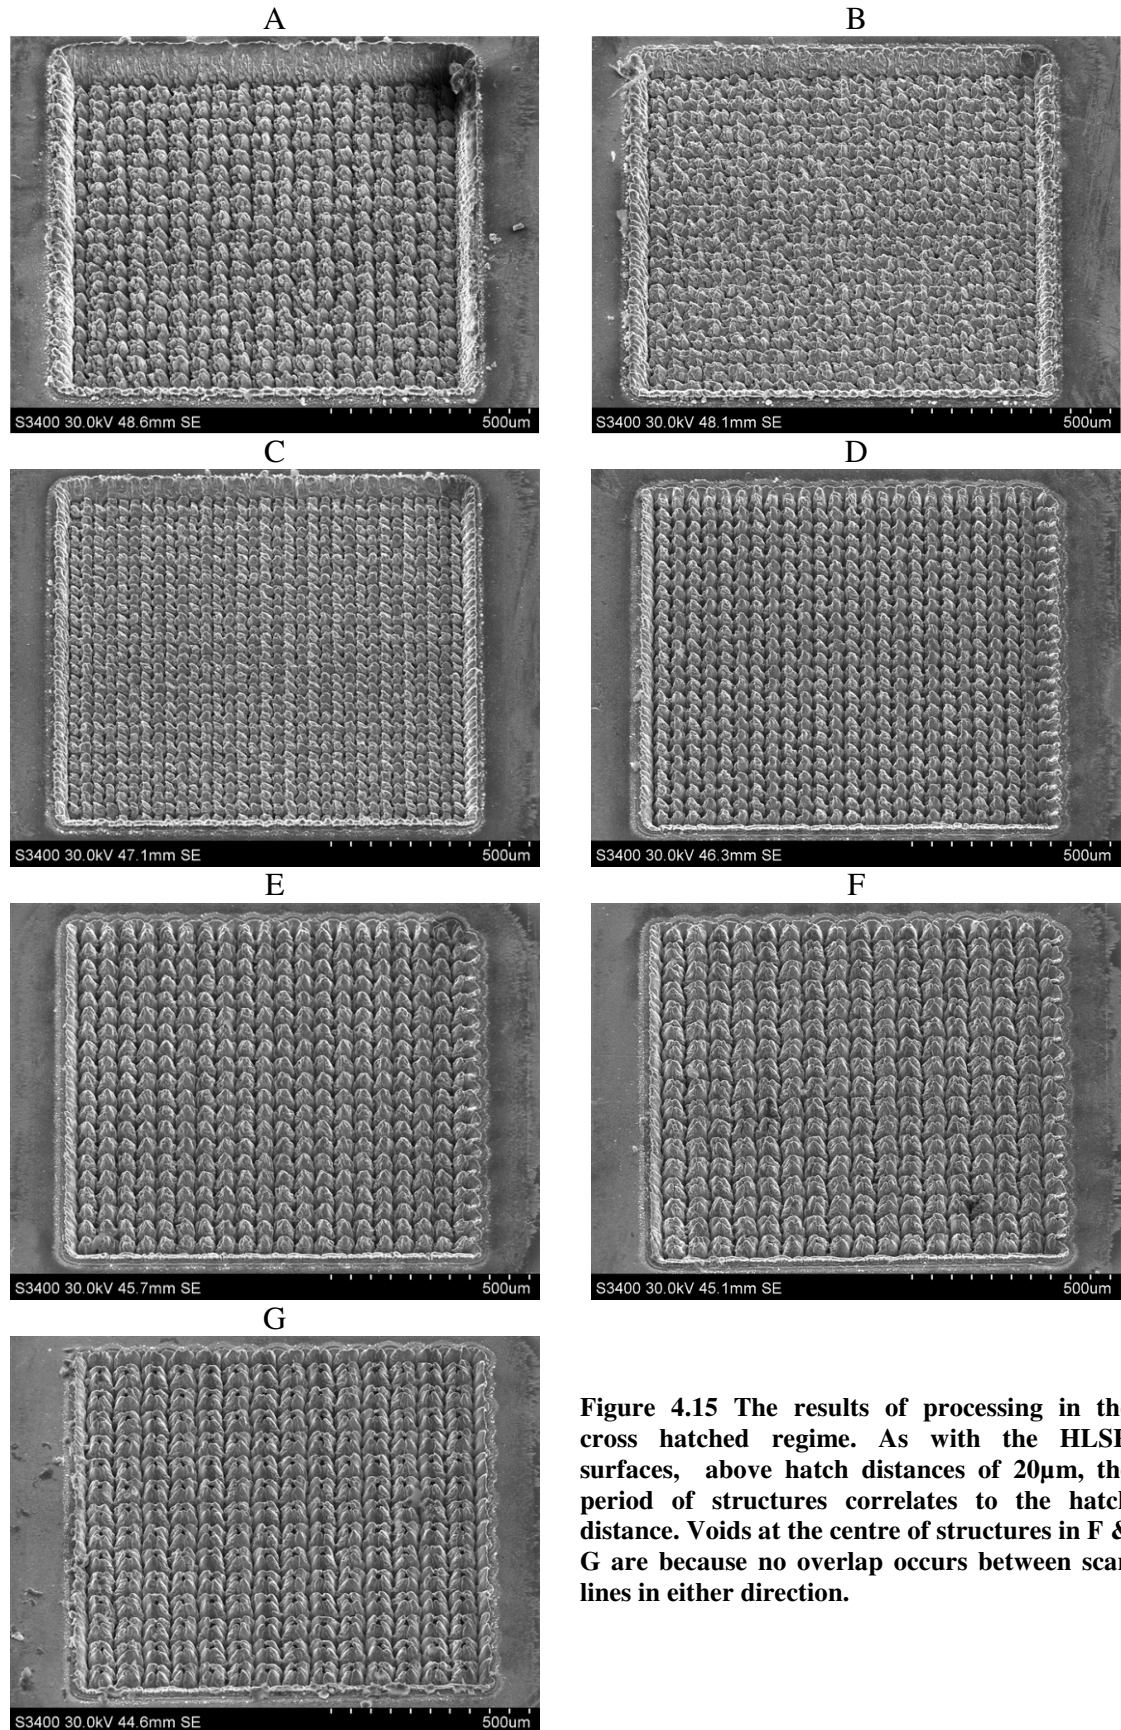 A
B
S3400 30.0kV 48.6mm SE 500um
S3400 30.0kV 48.1mm SE 500um
C
D
S3400 30.0kV 47.1mm SE 500um
S3400 30.0kV 46.3mm SE 500um
E
F
S3400 30.0kV 45.7mm SE 500um
S3400 30.0kV 45.1mm SE 500um
G
S3400 30.0kV 44.6mm SE 500um
Figure 4.15 The results of processing in the
cross hatched regime. As with the
surfaces, above hatch distances of 20µm, the
period of structures correlates to the hatch
distance. Voids at the centre of structures in F &
G are because no overlap occurs between scan
lines in either direction.